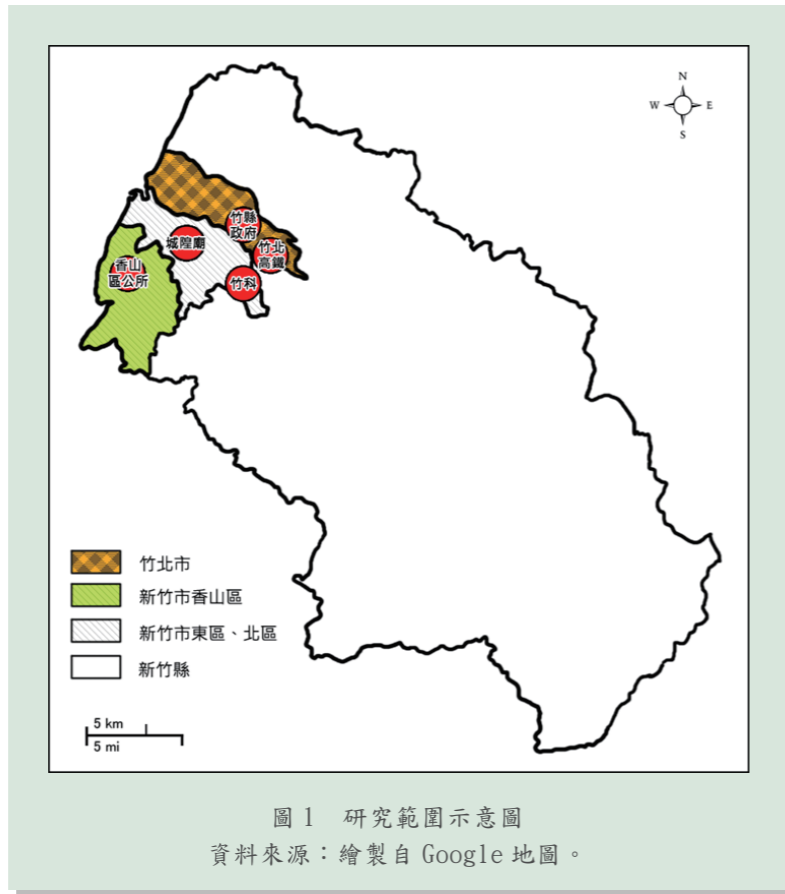 N
W
E
S
竹縣
政府
城隍廟
竹北
高鐵
香山
區公所
竹科
竹北市
新竹市香山區
新竹市東區、北區
新竹縣
5 km
5 mi
圖1 研究範圍示意圖
資料來源：繪製自 Google 地圖。